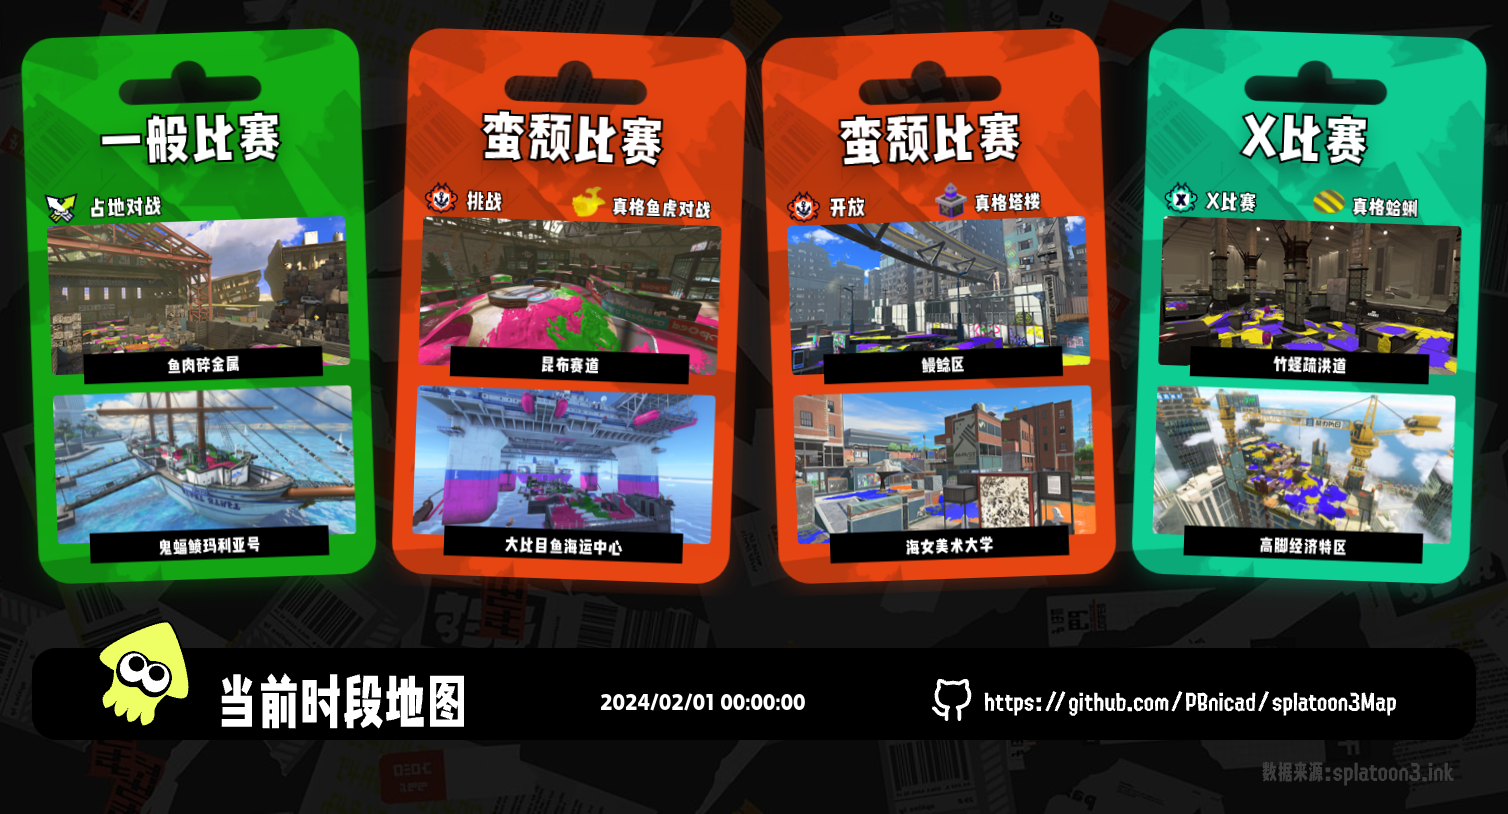 一般比赛
占地对战
鱼肉碎金属
鬼蝠鲼玛利亚号
蛮颓比赛
挑战
真格鱼虎对战
昆布赛道
大比目鱼海运中心
蛮颓比赛
开放
真格塔楼
鳗鲶区
海女美术大学
X比赛
X比赛
真格蛤蜊
竹蛏疏洪道
高脚经济特区
当前时段地图
2024/02/01 00:00:00
https://github.com/PBnicad/splatoon3Map
数据来源:splatoon3.ink